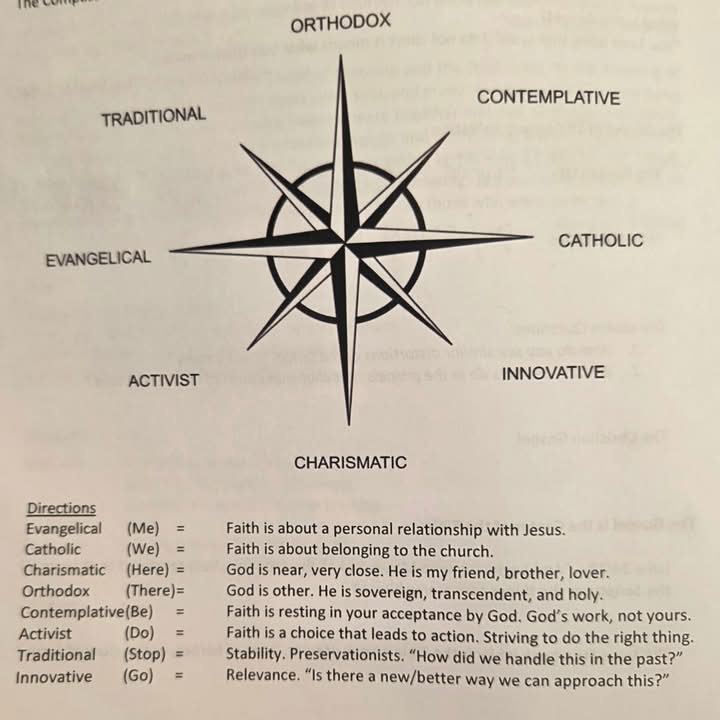 The Compass
ORTHODOX
CONTEMPLATIVE
TRADITIONAL
CATHOLIC
EVANGELICAL
INNOVATIVE
ACTIVIST
CHARISMATIC
Directions
Evangelical (Me) = Faith is about a personal relationship with Jesus.
Catholic (We) = Faith is about belonging to the church.
Charismatic (Here) = God is near, very close. He is my friend, brother, lover.
Orthodox (There)= God is other. He is sovereign, transcendent, and holy.
Contemplative(Be) = Faith is resting in your acceptance by God. God's work, not yours.
Activist (Do) = Faith is a choice that leads to action. Striving to do the right thing.
Traditional (Stop) = Stability. Preservationists. "How did we handle this in the past?"
Innovative (Go) = Relevance. "Is there a new/better way we can approach this?"